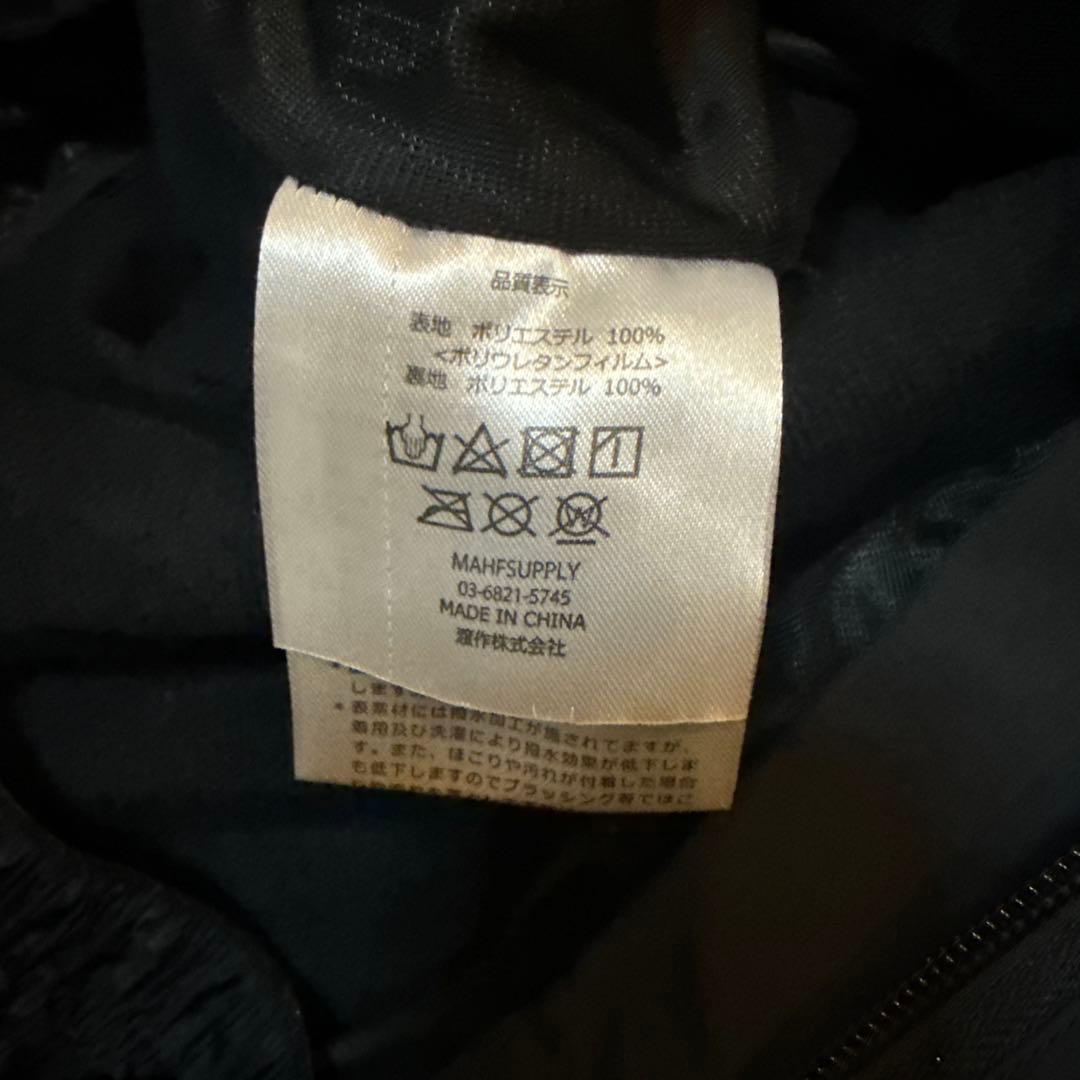 品質表示
表地 ポリエステル 100%
<ポリウレタンフィルム>
裏地 ポリエステル 100%
MAHFSUPPLY
03-6821-5745
MADE IN CHINA
渡作株式会社
します
* 表素材には撥水加工が施されてますが、
着用及び洗濯により撥水効果が低下しま
す。また、ほこりや汚れが付着した場合
も低下しますのでブラッシング等でほこ